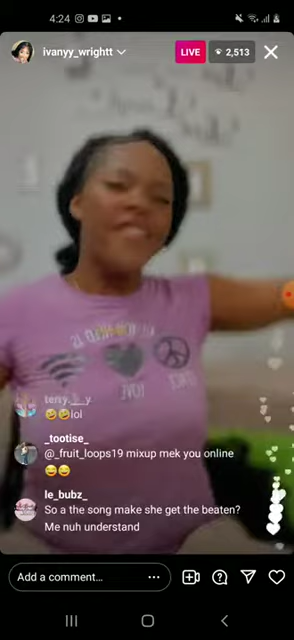 4:24
ivanyy_wrightt
LIVE
2,513
teny.
🤣🤣lol
_tootise_
@_fruit_loops19 mixup mek you online
😂😂
le_bubz_
So a the song make she get the beaten?
Me nuh understand
Add a comment...